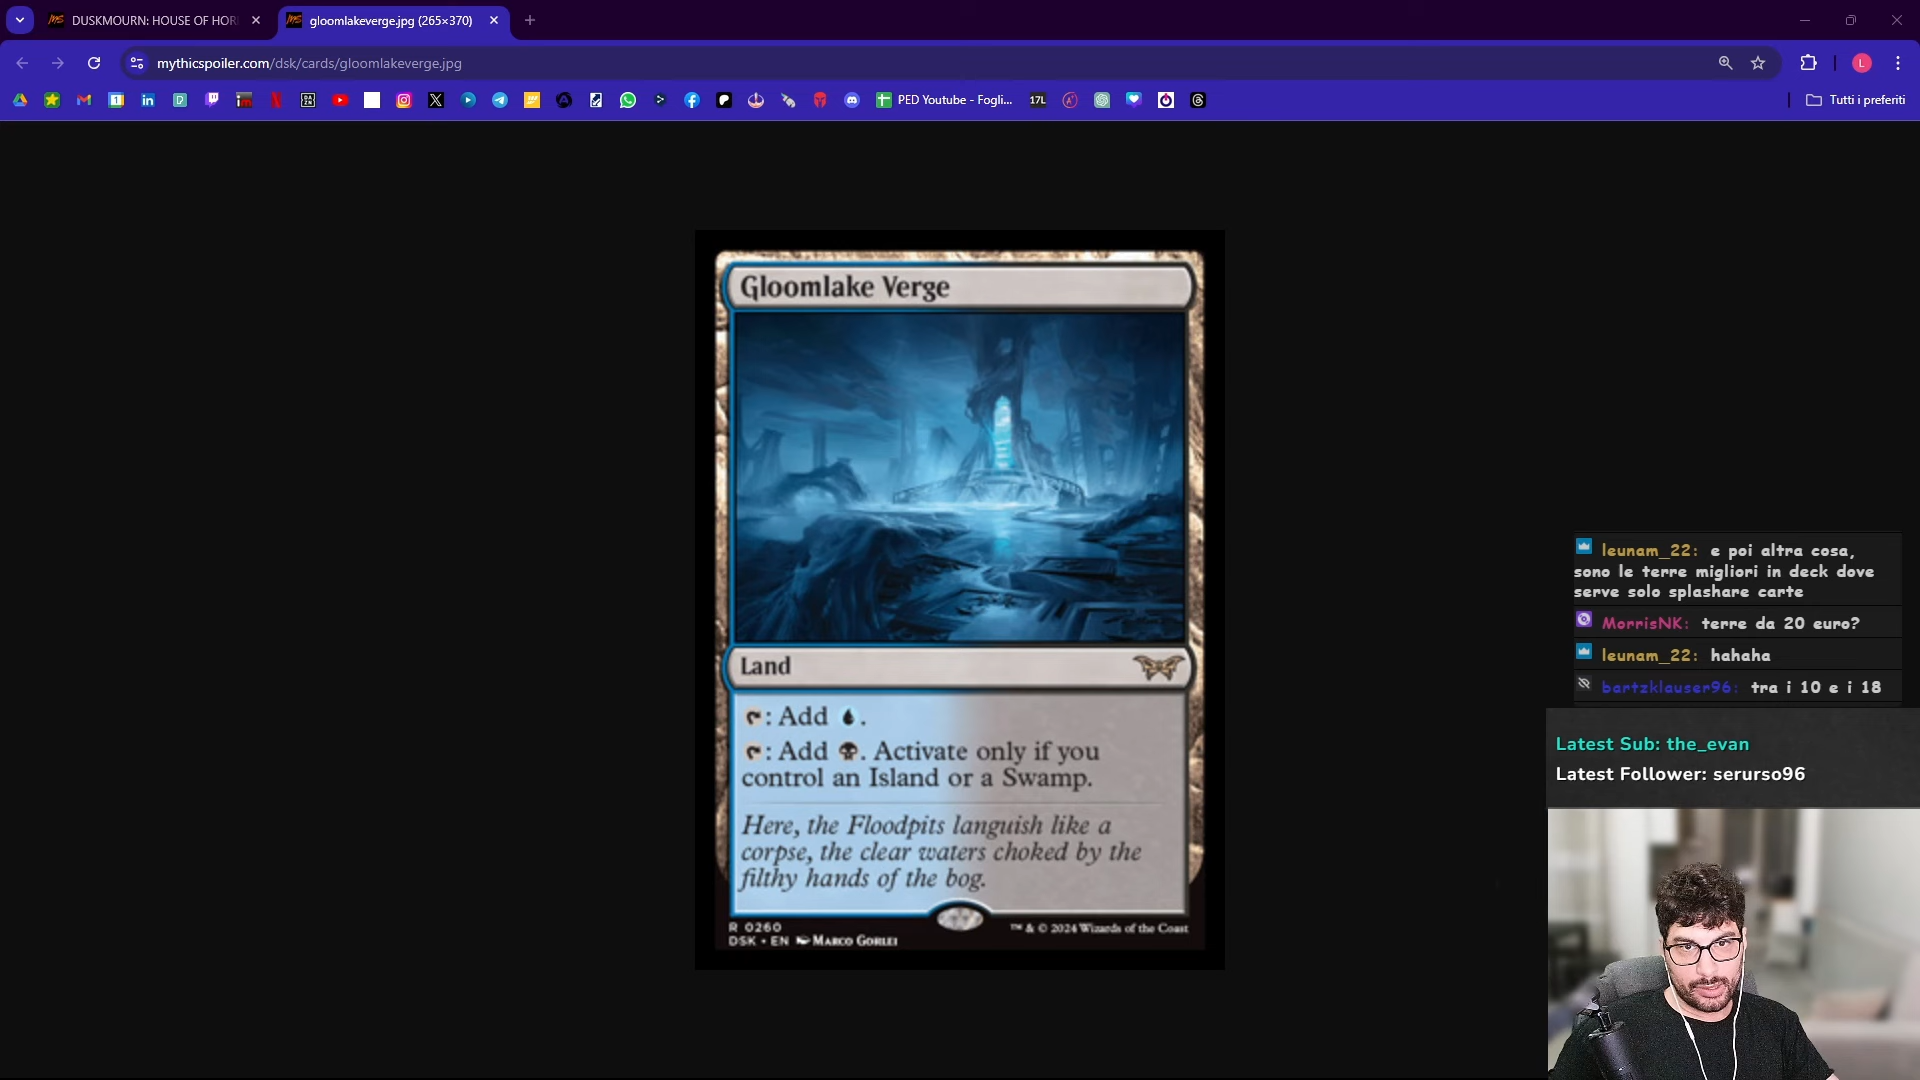 DUSKMOURN: HOUSE OF HOR
gloomlakeverge.jpg (265×370)
mythicspoiler.com/dsk/cards/gloomlakeverge.jpg
PED Youtube - Fogli...
17L
Tutti i preferiti
L
Gloomlake Verge
Land
: Add .
: Add . Activate only if you
control an Island or a Swamp.
Here, the Floodpits languish like a
corpse, the clear waters choked by the
filthy hands of the bog.
R 0260
DSK • EN Marco Gorlei
™ & © 2024 Wizards of the Coast
leunam_22: e poi altra cosa,
sono le terre migliori in deck dove
serve solo splashare carte
MorrisNK: terre da 20 euro?
leunam_22: hahaha
bartzklauser96: tra i 10 e i 18
Latest Sub: the_evan
Latest Follower: serurso96